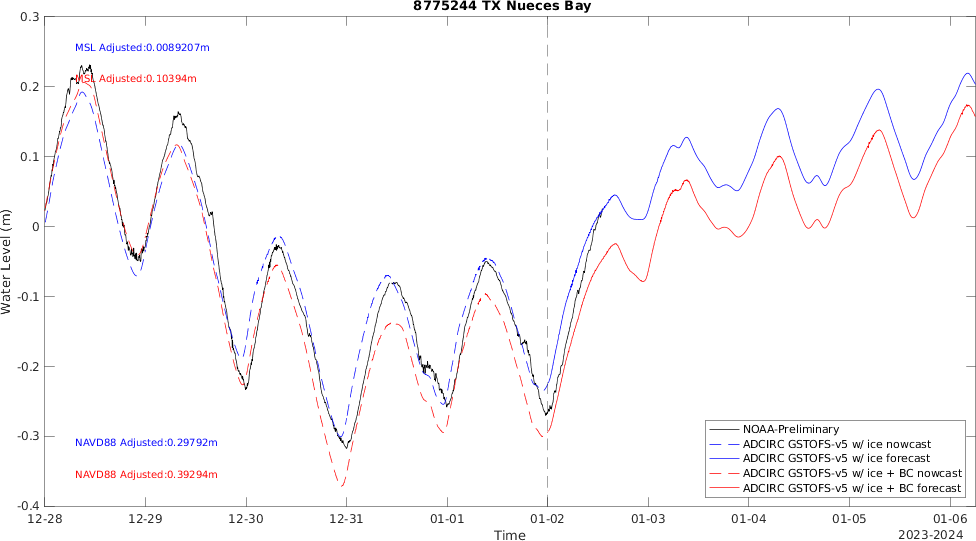 8775244 TX Nueces Bay
0.3
0.2
0.1
0
-0.1
-0.2
-0.3
-0.4
Water Level (m)
MSL Adjusted:0.0089207m
MSL Adjusted:0.10394m
NAVD88 Adjusted:0.29792m
NAVD88 Adjusted:0.39294m
NOAA-Preliminary
ADCIRC GSTOFS-v5 w/ ice nowcast
ADCIRC GSTOFS-v5 w/ ice forecast
ADCIRC GSTOFS-v5 w/ ice + BC nowcast
ADCIRC GSTOFS-v5 w/ ice + BC forecast
12-28 12-29 12-30 12-31 01-01 01-02 01-03 01-04 01-05 01-06
Time
2023-2024